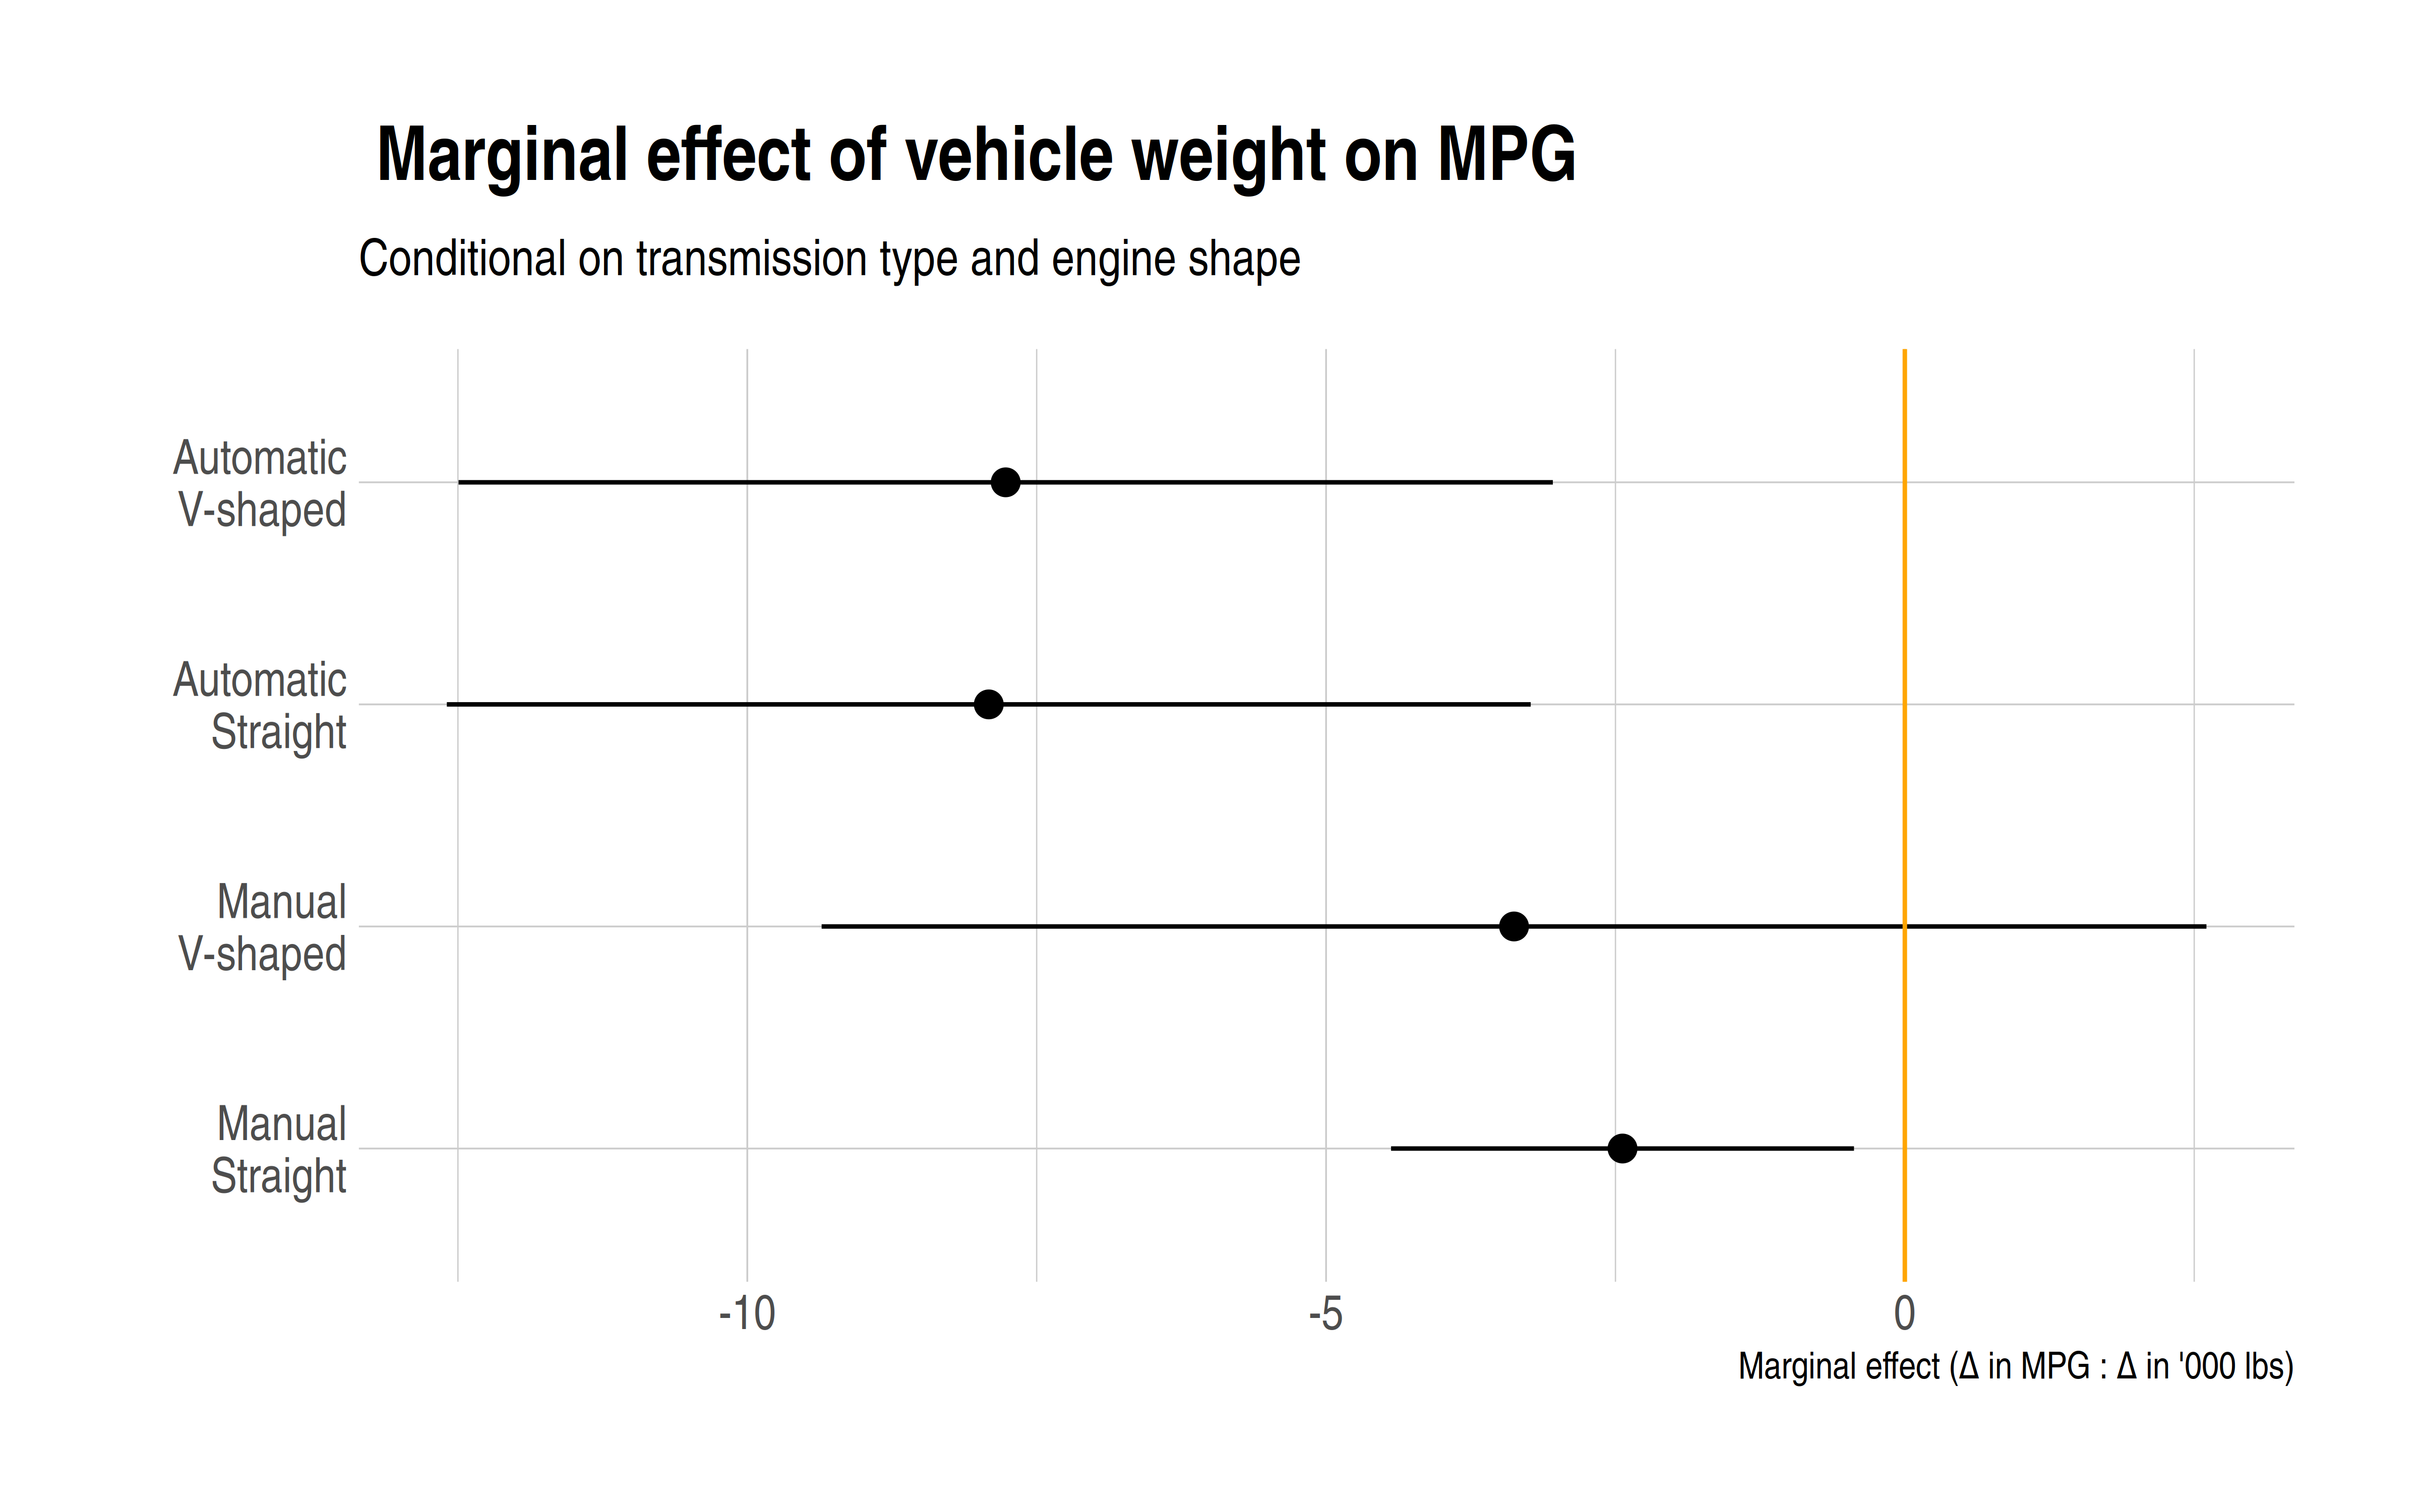 Marginal effect of vehicle weight on MPG
Conditional on transmission type and engine shape
Automatic
V-shaped
Automatic
Straight
Manual
V-shaped
Manual
Straight
-10
-5
0
Marginal effect (Δ in MPG : Δ in '000 lbs)